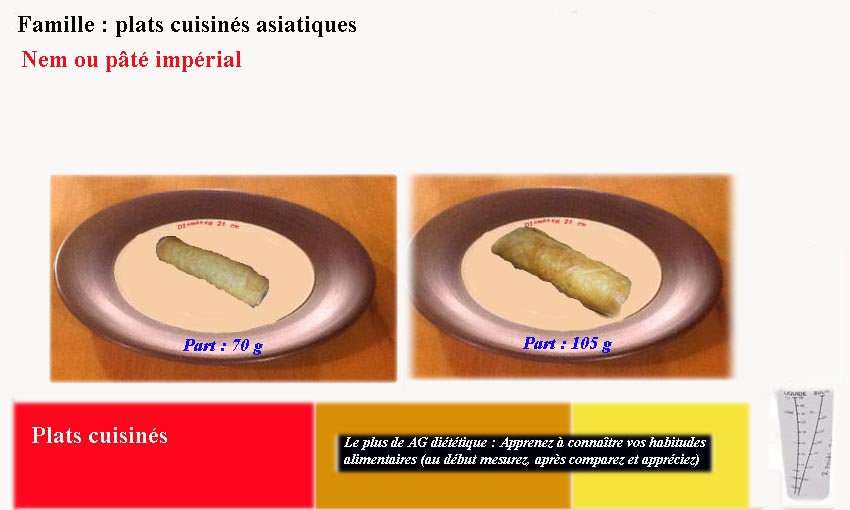 Famille : plats cuisinés asiatiques
Nem ou pâté impérial
Diamètre 21 cm
Diamètre 21 cm
Part : 70 g
Part : 105 g
Plats cuisinés
Le plus de AG diététique : Apprenez à connaître vos habitudes
alimentaires (au début mesurez, après comparez et appréciez)
LIQUIDE